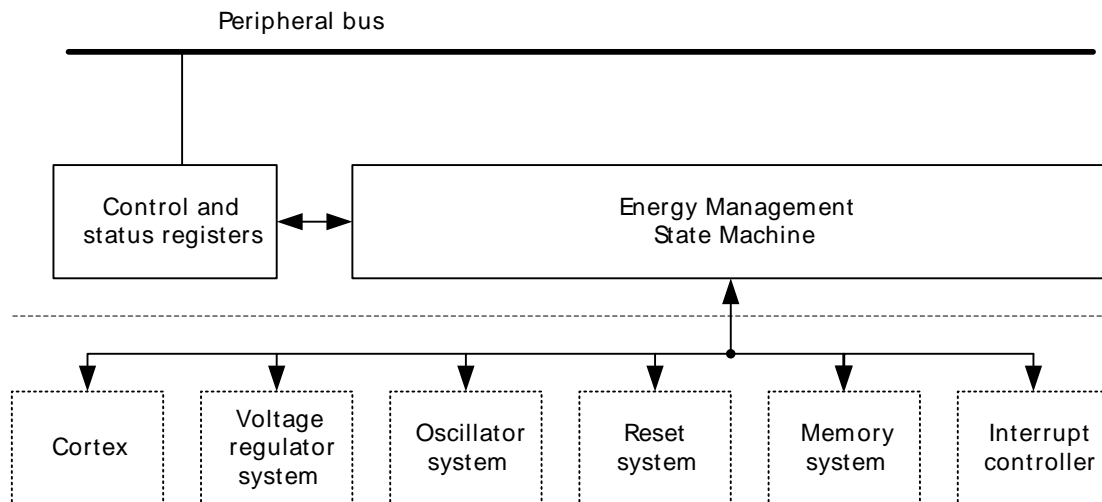 Peripheral bus
Control and
status registers
Energy Management
State Machine
Cortex
Voltage
regulator
system
Oscillator
system
Reset
system
Memory
system
Interrupt
controller